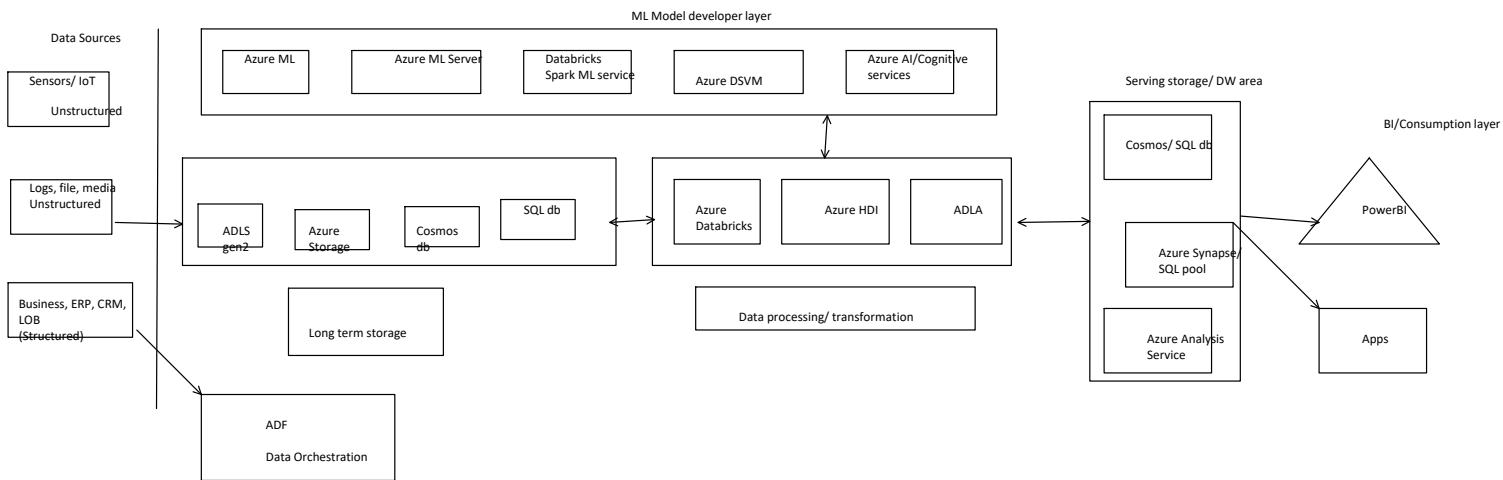 ML Model developer layer
Data Sources
Azure ML
Azure ML Server
Databricks
Spark ML service
Azure DSVM
Azure AI/Cognitive
services
Sensors/ IoT
Unstructured
Serving storage/ DW area
BI/Consumption layer
Cosmos/ SQL db
Logs, file, media
Unstructured
ADLS
gen2
Azure
Storage
Cosmos
db
SQL db
Azure
Databricks
Azure HDI
ADLA
PowerBI
Azure Synapse/
SQL pool
Business, ERP, CRM,
LOB
(Structured)
Long term storage
Data processing/ transformation
Azure Analysis
Service
Apps
ADF
Data Orchestration